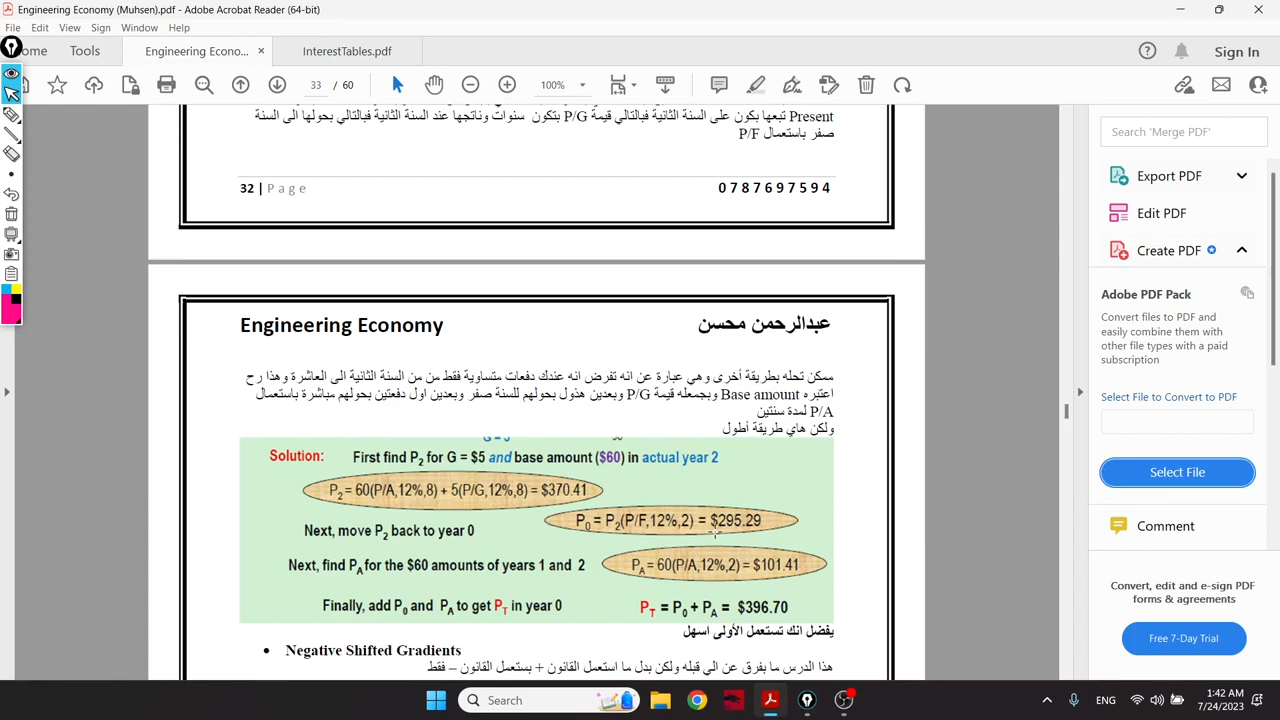 Engineering Economy (Muhsen).pdf - Adobe Acrobat Reader (64-bit)
File Edit View Sign Window Help
ome Tools Engineering Econo... × InterestTables.pdf Sign In
33 / 60 100%
Present تبعها بكون على السنة الثانية فبالتالي قيمة P/G بتكون سنوات وناتجها عند السنة الثانية فبالتالي بحولها الى السنة
صفر باستعمال P/F
32 | Page 0787697594
Engineering Economy عبدالرحمن محسن
ممكن تحله بطريقة أخرى وهي عبارة عن انه تفرض انه عندك دفعات متساوية فقط من من السنة الثانية الى العاشرة وهذا رح
اعتبره Base amount وبجمعله قيمة P/G وبعدين هذول بحولهم للسنة صفر وبعدين اول دفعتين بحولهم مباشرة باستعمال
P/A لمدة سنتين
ولكن هاي طريقة أطول
Solution: First find P2 for G = $5 and base amount ($60) in actual year 2
P2 = 60(P/A,12%,8) + 5(P/G,12%,8) = $370.41
P0 = P2(P/F,12%,2) = $295.29
Next, move P2 back to year 0
Next, find PA for the $60 amounts of years 1 and 2
PA = 60(P/A,12%,2) = $101.41
Finally, add P0 and PA to get PT in year 0
PT = P0 + PA = $396.70
يفضل انك تستعمل الأولى اسهل
• Negative Shifted Gradients
هذا الدرس ما بفرق عن الي قبله ولكن بدل ما استعمل القانون + بستعمل القانون – فقط
Search 'Merge PDF'
Export PDF
Edit PDF
Create PDF
Adobe PDF Pack
Convert files to PDF and
easily combine them with
other file types with a paid
subscription
Select File to Convert to PDF
Select File
Comment
Convert, edit and e-sign PDF
forms & agreements
Free 7-Day Trial
Search
ENG
1:42 AM
7/24/2023